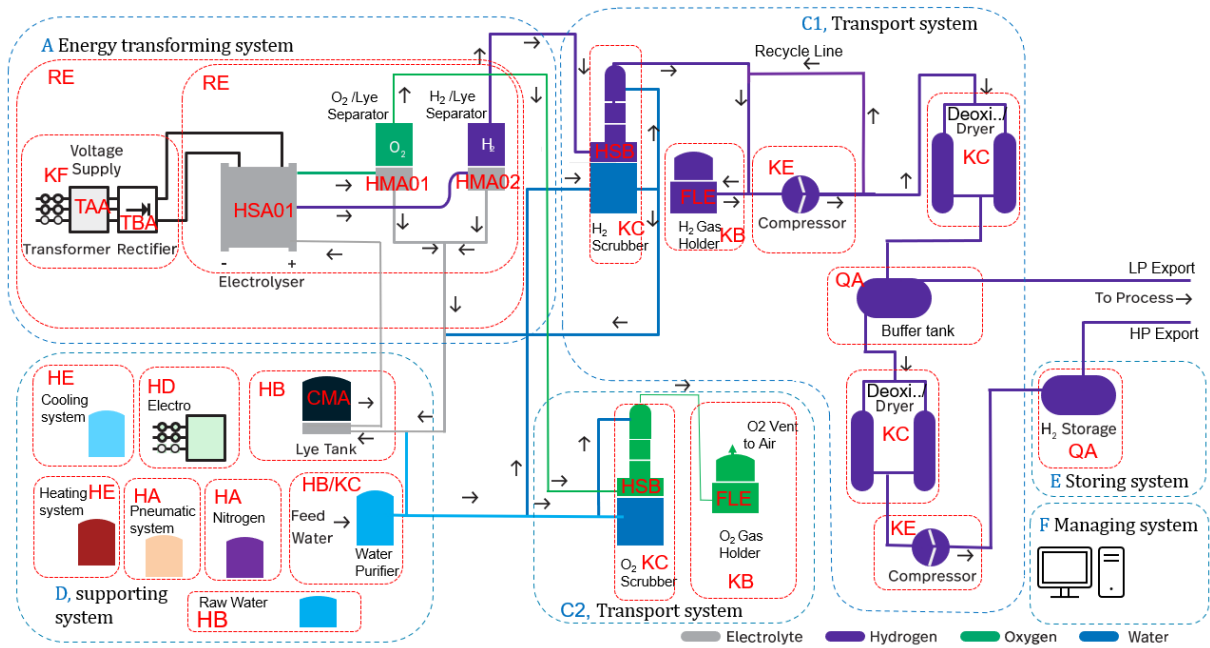 A Energy transforming system
RE
RE
O₂ /Lye
Separator
H₂ /Lye
Separator
O₂
H₂
HMA01
HMA02
Voltage
Supply
KF
TAA
TBA
Transformer
Rectifier
HSA01
- +
Electrolyser
C1, Transport system
Recycle Line
HSB
H₂ KC
Scrubber
FLE
H₂ Gas
Holder
KB
KE
Compressor
Deoxi../
Dryer
KC
QA
Buffer tank
LP Export
To Process →
HP Export
Deoxi../
Dryer
KC
KE
Compressor
H₂ Storage
QA
E Storing system
F Managing system
HE
Cooling
system
HD
Electro
HB
CMA
Lye Tank
Heating HE
system
HA
Pneumatic
system
HA
Nitrogen
HB/KC
Feed
Water
Water
Purifier
D, supporting
system
Raw Water
HB
HSB
O₂ KC
Scrubber
O2 Vent
to Air
FLE
O₂ Gas
Holder
KB
C2, Transport system
Electrolyte
Hydrogen
Oxygen
Water